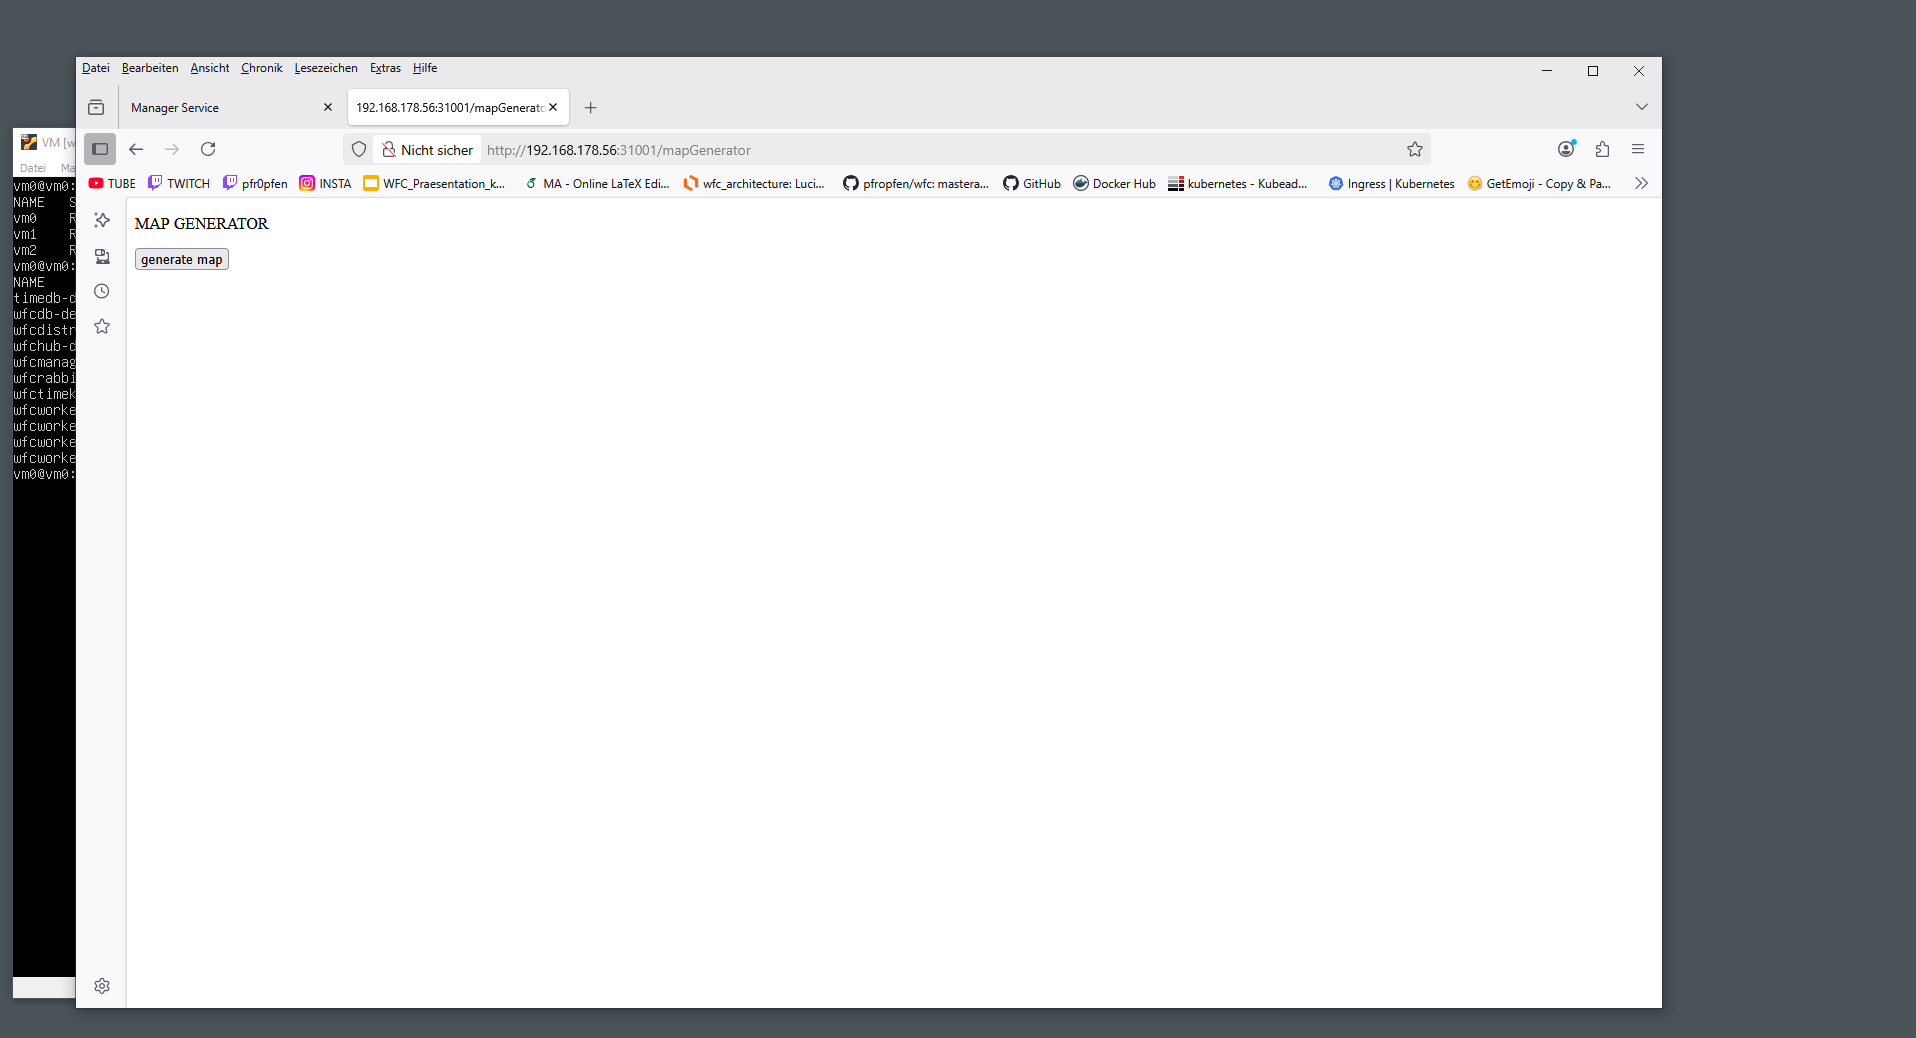 Datei Bearbeiten Ansicht Chronik Lesezeichen Extras Hilfe
Manager Service 192.168.178.56:31001/mapGenerato
Nicht sicher http://192.168.178.56:31001/mapGenerator
TUBE TWITCH pfr0pfen INSTA WFC_Praesentation_k... MA - Online LaTeX Edi... wfc_architecture: Luci... pfropfen/wfc: mastera... GitHub Docker Hub kubernetes - Kubead... Ingress | Kubernetes GetEmoji - Copy & Pa...
MAP GENERATOR
generate map
VM [w
Datei Ma
vm0@vm0:
NAME S
vm0 R
vm1 R
vm2 R
vm0@vm0:
NAME
timedb-d
wfcdb-de
wfcdistr
wfchub-d
wfcmanag
wfcrabbi
wfctimek
wfcworke
wfcworke
wfcworke
wfcworke
vm0@vm0: